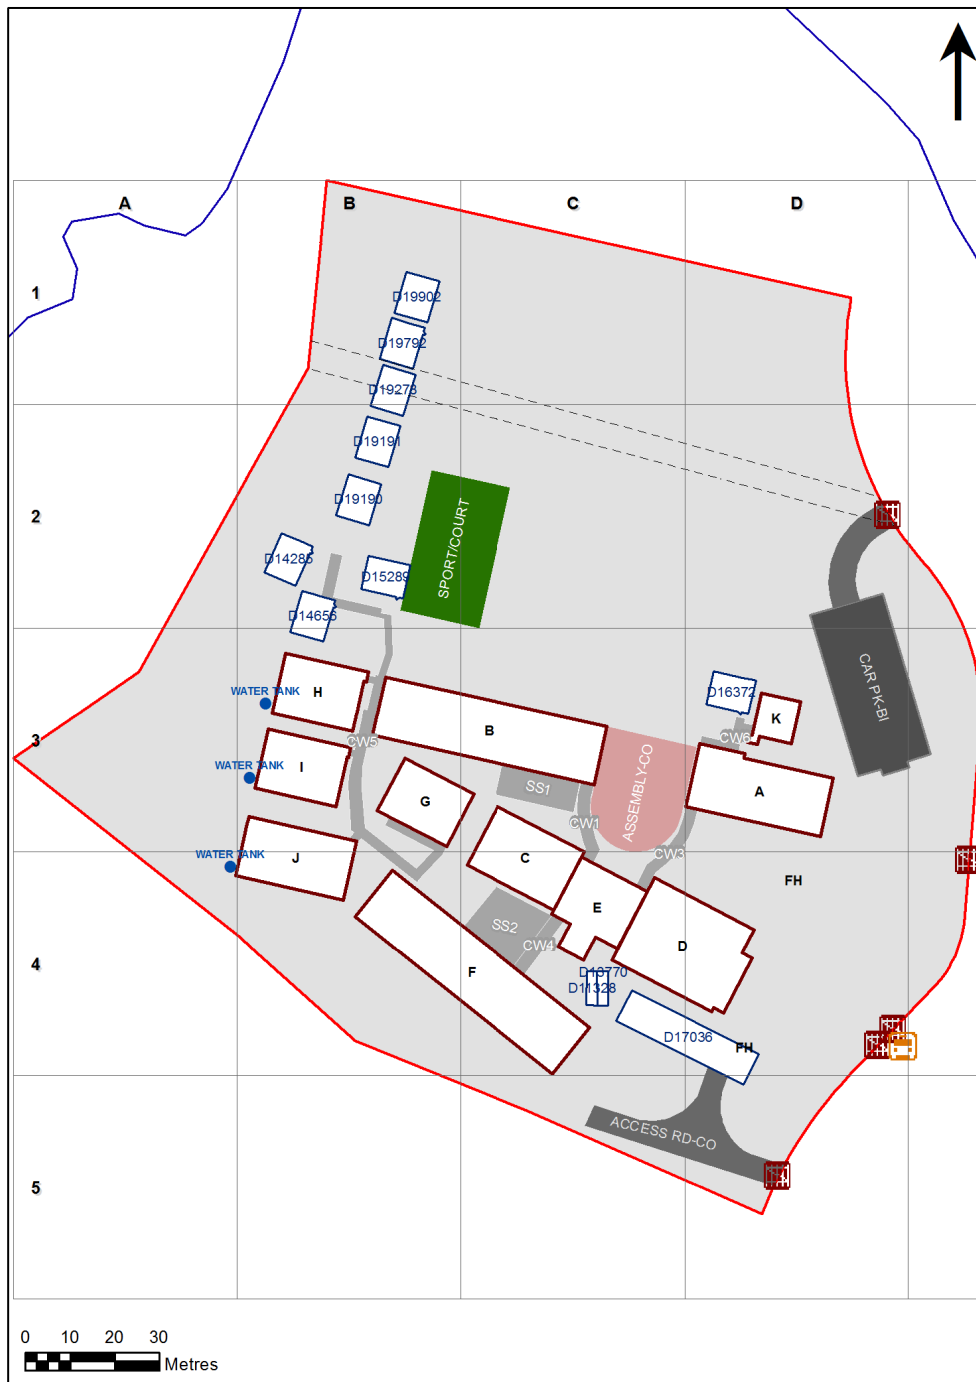 A
B
C
D
1
D19902
D19792
D19278
D19191
2
D19190
SPORT/COURT
D14285
D15289
D14656
CAR PK-BI
H
WATER TANK
D16372
K
B
3
CW5
CW6
ASSEMBLY-CO
I
WATER TANK
SS1
A
G
CW1
J
WATER TANK
C
CW3
FH
E
SS2
CW4
D
4
F
D13770
D11328
D17036
FH
ACCESS RD-CO
5
0 10 20 30
Metres